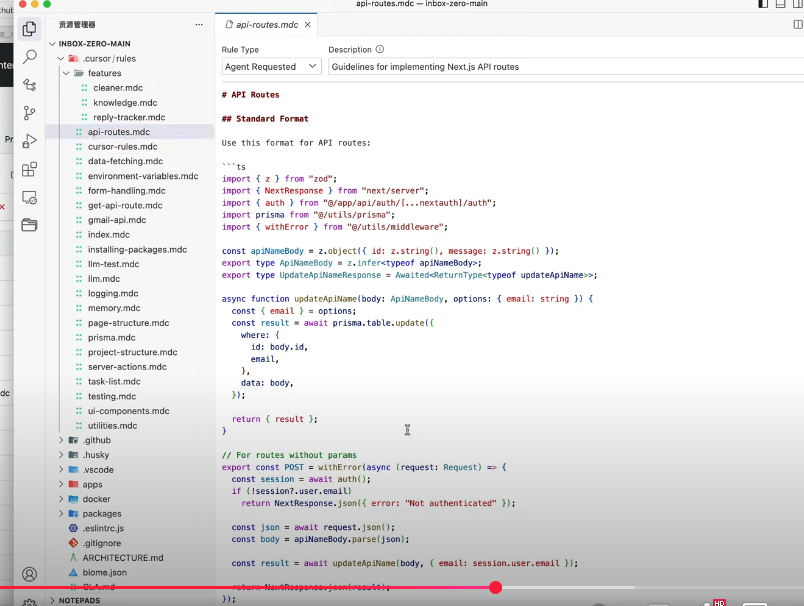 api-routes.mdc — inbox-zero-main
资源管理器
···
api-routes.mdc ×
INBOX-ZERO-MAIN
.cursor/rules
features
cleaner.mdc
knowledge.mdc
reply-tracker.mdc
api-routes.mdc
cursor-rules.mdc
data-fetching.mdc
environment-variables.mdc
form-handling.mdc
get-api-route.mdc
gmail-api.mdc
index.mdc
installing-packages.mdc
llm-test.mdc
llm.mdc
logging.mdc
memory.mdc
page-structure.mdc
prisma.mdc
project-structure.mdc
server-actions.mdc
task-list.mdc
testing.mdc
ui-components.mdc
utilities.mdc
.github
.husky
.vscode
apps
docker
packages
.eslintrc.js
.gitignore
ARCHITECTURE.md
biome.json
CLA.md
NOTEPADS
Rule Type
Description
Agent Requested
Guidelines for implementing Next.js API routes
# API Routes
## Standard Format
Use this format for API routes:
```ts
import { z } from "zod";
import { NextResponse } from "next/server";
import { auth } from "@/app/api/auth/[...nextauth]/auth";
import prisma from "@/utils/prisma";
import { withError } from "@/utils/middleware";
const apiNameBody = z.object({ id: z.string(), message: z.string() });
export type ApiNameBody = z.infer<typeof apiNameBody>;
export type UpdateApiNameResponse = Awaited<ReturnType<typeof updateApiName>>;
async function updateApiName(body: ApiNameBody, options: { email: string }) {
const { email } = options;
const result = await prisma.table.update({
where: {
id: body.id,
email,
},
data: body,
});
return { result };
}
// For routes without params
export const POST = withError(async (request: Request) => {
const session = await auth();
if (!session?.user.email)
return NextResponse.json({ error: "Not authenticated" });
const json = await request.json();
const body = apiNameBody.parse(json);
const result = await updateApiName(body, { email: session.user.email });
return NextResponse.json(result);
});
HD